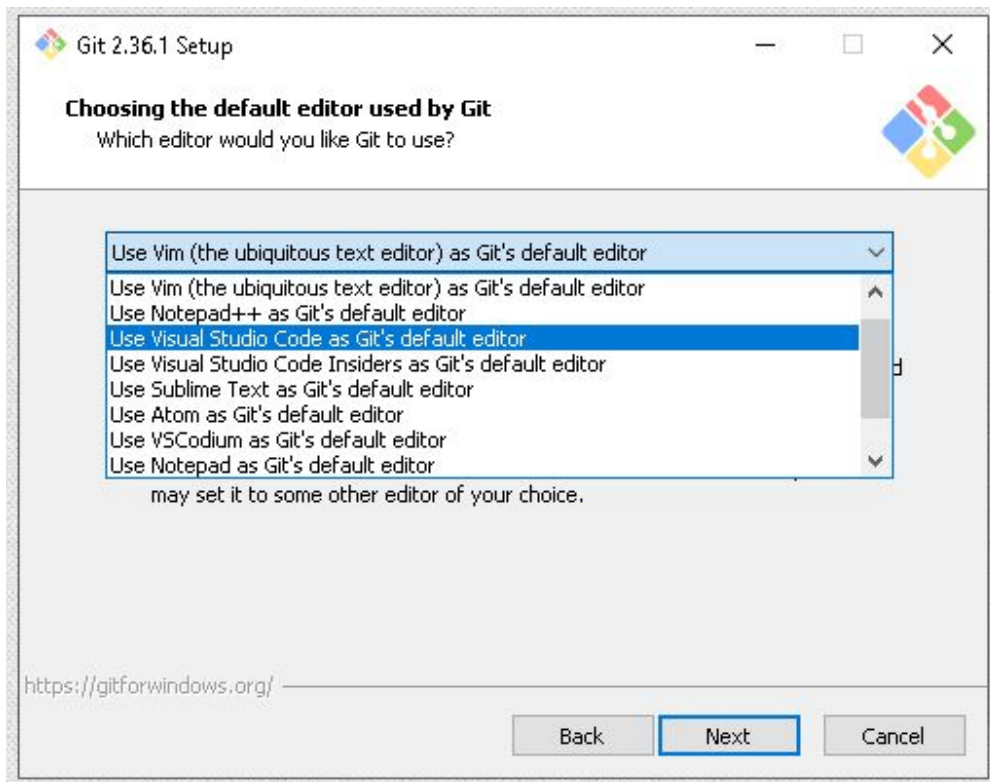 Git 2.36.1 Setup
Choosing the default editor used by Git
Which editor would you like Git to use?
Use Vim (the ubiquitous text editor) as Git's default editor
Use Vim (the ubiquitous text editor) as Git's default editor
Use Notepad++ as Git's default editor
Use Visual Studio Code as Git's default editor
Use Visual Studio Code Insiders as Git's default editor
Use Sublime Text as Git's default editor
Use Atom as Git's default editor
Use VSCodium as Git's default editor
Use Notepad as Git's default editor
may set it to some other editor of your choice.
https://gitforwindows.org/
Back Next Cancel